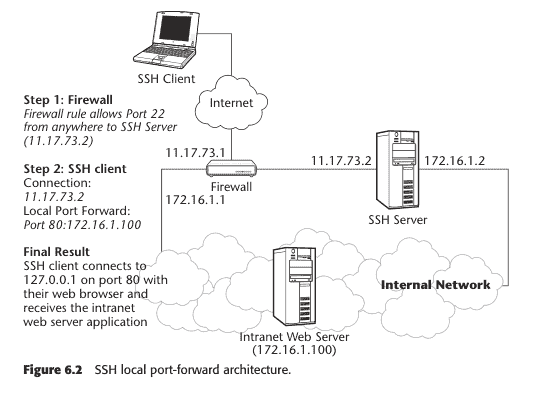 SSH Client
Internet
Step 1: Firewall
Firewall rule allows Port 22
from anywhere to SSH Server
(11.17.73.2)
11.17.73.1
11.17.73.2
172.16.1.2
Step 2: SSH client
Connection:
11.17.73.2
Local Port Forward:
Port 80:172.16.1.100
Firewall
172.16.1.1
SSH Server
Final Result
SSH client connects to
127.0.0.1 on port 80 with
their web browser and
receives the intranet
web server application
Internal Network
Intranet Web Server
(172.16.1.100)
Figure 6.2 SSH local port-forward architecture.